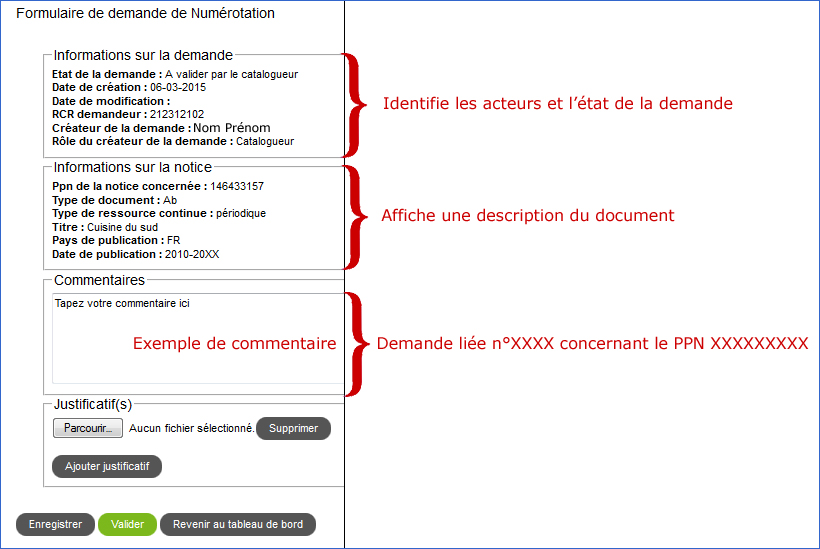 Formulaire de demande de Numérotation
Informations sur la demande
Etat de la demande : A valider par le catalogueur
Date de création : 06-03-2015
Date de modification :
RCR demandeur : 212312102
Créateur de la demande : Nom Prénom
Rôle du créateur de la demande : Catalogueur
Identifie les acteurs et l’état de la demande
Informations sur la notice
Ppn de la notice concernée : 146433157
Type de document : Ab
Type de ressource continue : périodique
Titre : Cuisine du sud
Pays de publication : FR
Date de publication : 2010-20XX
Affiche une description du document
Commentaires
Tapez votre commentaire ici
Exemple de commentaire
Demande liée n°XXXX concernant le PPN XXXXXXXXX
Justificatif(s)
Parcourir... Aucun fichier sélectionné. Supprimer
Ajouter justificatif
Enregistrer Valider Revenir au tableau de bord